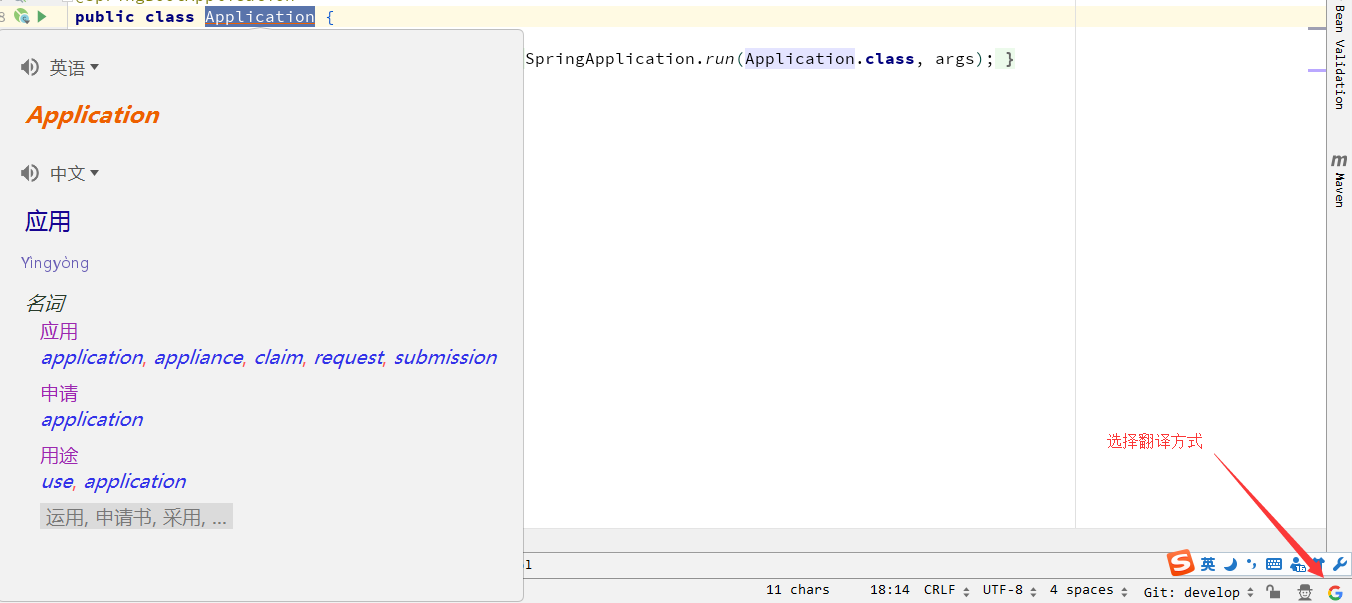 public class Application {
SpringApplication.run(Application.class, args); }
英语
Application
中文
应用
Yìngyòng
名词
应用
application, appliance, claim, request, submission
申请
application
用途
use, application
运用, 申请书, 采用, ...
Bean Validation
m
Maven
选择翻译方式
S 英
11 chars 18:14 CRLF UTF-8 4 spaces Git: develop G